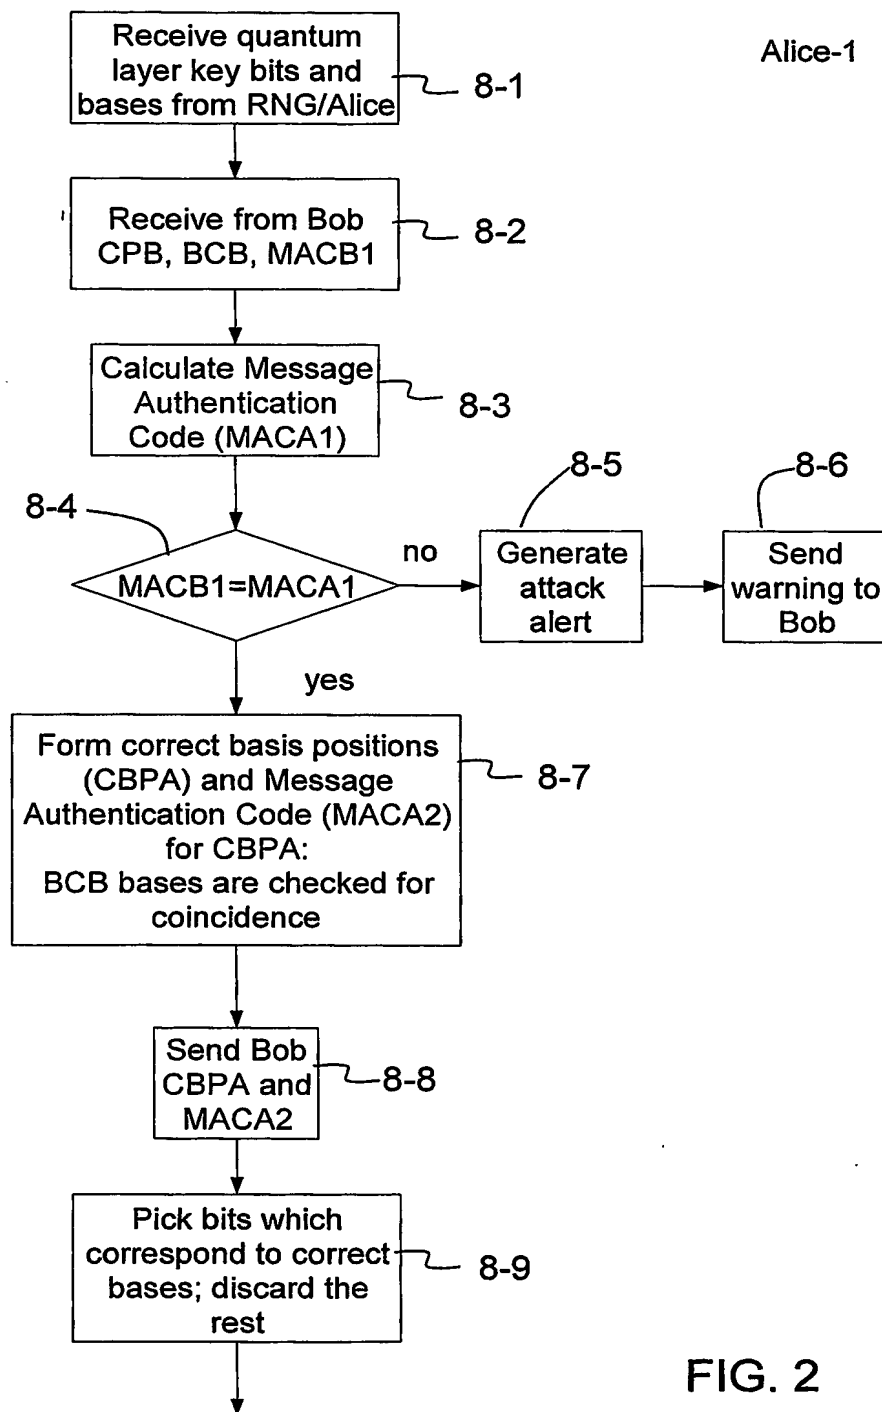 Receive quantum
layer key bits and
bases from RNG/Alice
8-1
Alice-1
Receive from Bob
CPB, BCB, MACB1
8-2
Calculate Message
Authentication
Code (MACA1)
8-3
8-4
MACB1=MACA1
no
8-5
Generate
attack
alert
8-6
Send
warning to
Bob
yes
Form correct basis positions
(CBPA) and Message
Authentication Code (MACA2)
for CBPA:
BCB bases are checked for
coincidence
8-7
Send Bob
CBPA and
MACA2
8-8
Pick bits which
correspond to correct
bases; discard the
rest
8-9
FIG. 2